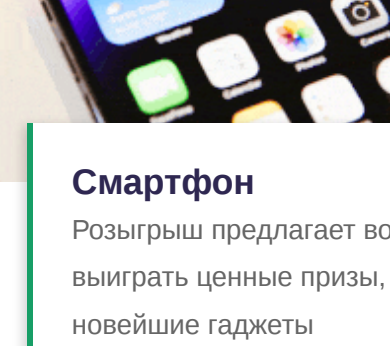 Смартфон
Розыгрыш предлагает во
выиграть ценные призы,
новейшие гаджеты